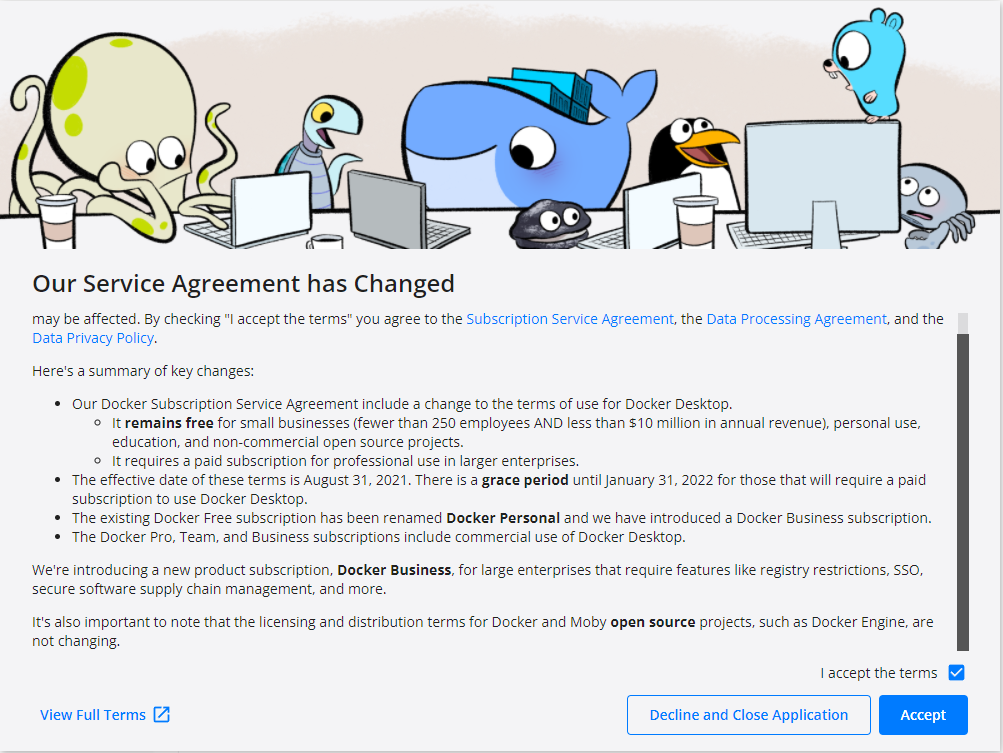 Our Service Agreement has Changed
may be affected. By checking "I accept the terms" you agree to the Subscription Service Agreement, the Data Processing Agreement, and the
Data Privacy Policy.
Here's a summary of key changes:
• Our Docker Subscription Service Agreement include a change to the terms of use for Docker Desktop.
◦ It remains free for small businesses (fewer than 250 employees AND less than $10 million in annual revenue), personal use,
education, and non-commercial open source projects.
◦ It requires a paid subscription for professional use in larger enterprises.
• The effective date of these terms is August 31, 2021. There is a grace period until January 31, 2022 for those that will require a paid
subscription to use Docker Desktop.
• The existing Docker Free subscription has been renamed Docker Personal and we have introduced a Docker Business subscription.
• The Docker Pro, Team, and Business subscriptions include commercial use of Docker Desktop.
We're introducing a new product subscription, Docker Business, for large enterprises that require features like registry restrictions, SSO,
secure software supply chain management, and more.
It's also important to note that the licensing and distribution terms for Docker and Moby open source projects, such as Docker Engine, are
not changing.
I accept the terms
View Full Terms
Decline and Close Application
Accept